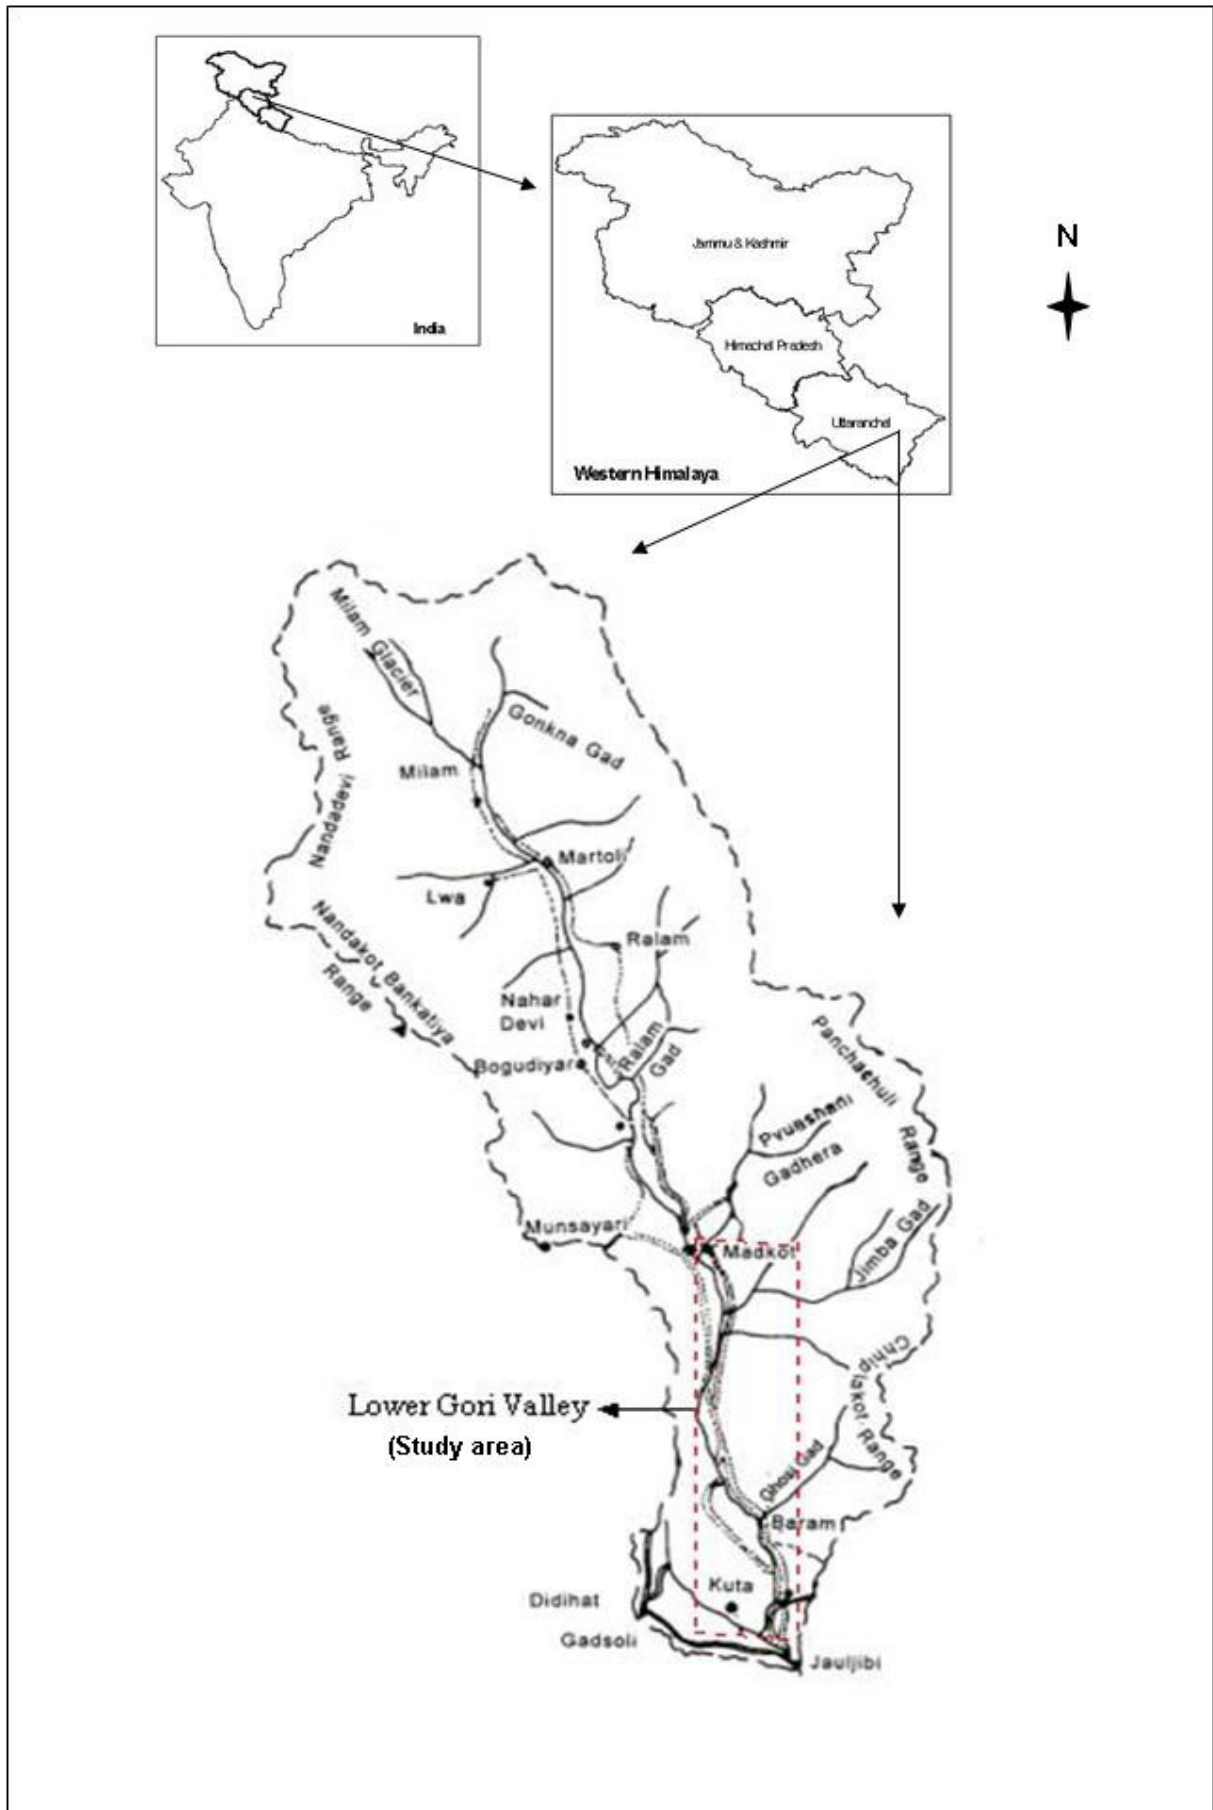 India
N
Jammu & Kashmir
Himachal Pradesh
Uttaranchal
Western Himalaya
Milam Glacier
Gonkna Gad
Nandadevi Range
Milam
Martoli
Lwa
Nandakot Bankatiya
Range
Ralam
Nahar
Devi
Ralam
Gad
Bogudiyar
Panchachuli
Range
Pyunshani
Gadhera
Jimba Gad
Munsayari
Madkot
Chhiplakot Range
Lower Gori Valley
(Study area)
Ghosi Gad
Baram
Kuta
Didihat
Gadsoli
Jauljibi